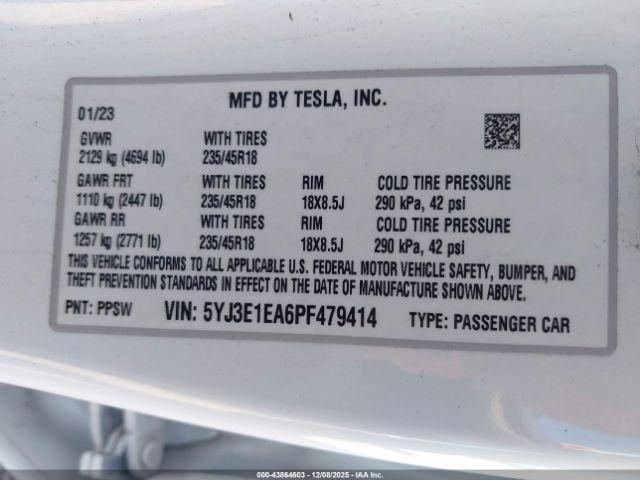 MFD BY TESLA, INC.
01/23
GVWR WITH TIRES
2129 kg (4694 lb) 235/45R18
GAWR FRT WITH TIRES RIM COLD TIRE PRESSURE
1110 kg (2447 lb) 235/45R18 18X8.5J 290 kPa, 42 psi
GAWR RR WITH TIRES RIM COLD TIRE PRESSURE
1257 kg (2771 lb) 235/45R18 18X8.5J 290 kPa, 42 psi
THIS VEHICLE CONFORMS TO ALL APPLICABLE U.S. FEDERAL MOTOR VEHICLE SAFETY, BUMPER, AND
THEFT PREVENTION STANDARDS IN EFFECT ON THE DATE OF MANUFACTURE SHOWN ABOVE.
PNT: PPSW VIN: 5YJ3E1EA6PF479414 TYPE: PASSENGER CAR
000-43864603 - 12/08/2025 - IAA Inc.